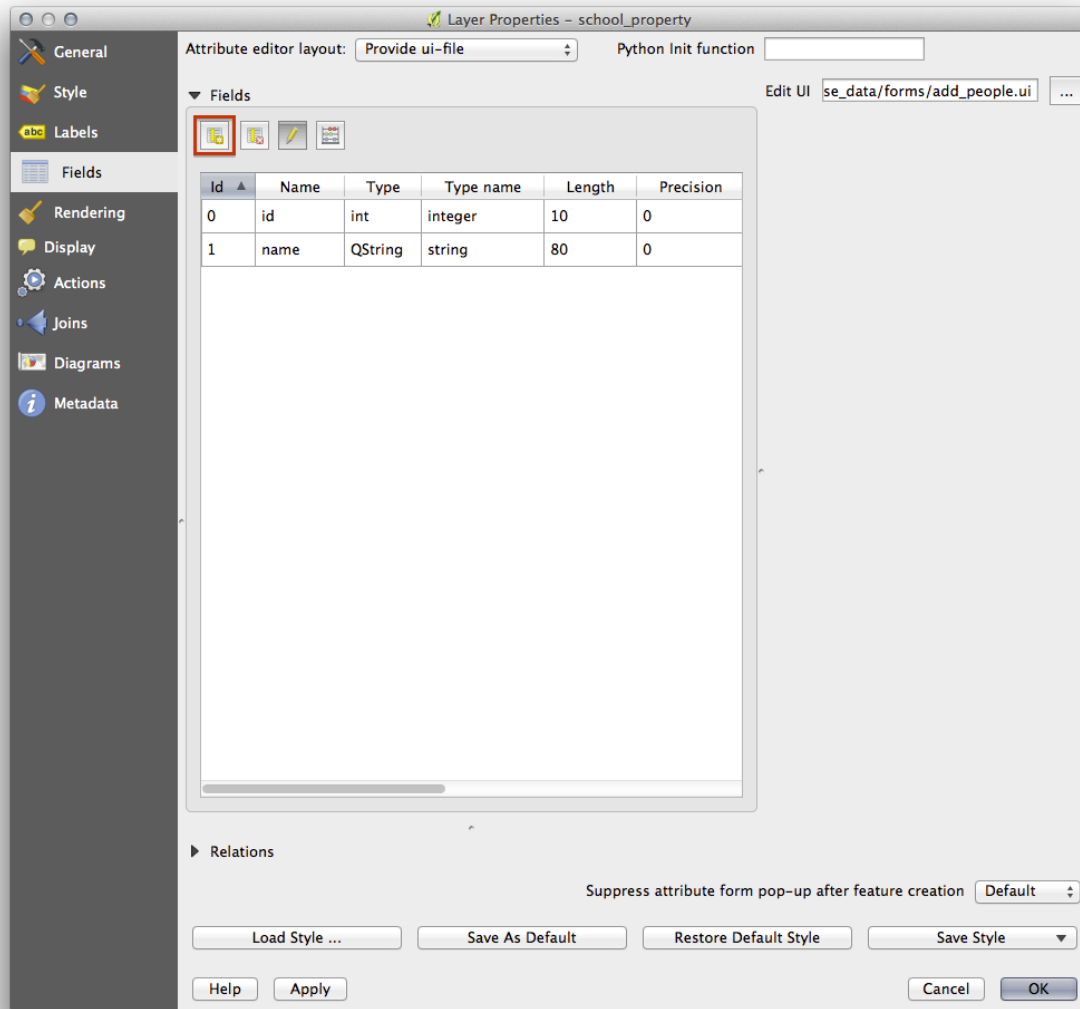 Layer Properties - school_property
General
Attribute editor layout: Provide ui-file Python Init function
Style
Fields
Edit UI se_data/forms/add_people.ui ...
abc Labels
Fields
Id Name Type Type name Length Precision
0 id int integer 10 0
1 name QString string 80 0
Rendering
Display
Actions
Joins
Diagrams
i Metadata
Relations
Suppress attribute form pop-up after feature creation Default
Load Style ... Save As Default Restore Default Style Save Style
Help Apply Cancel OK